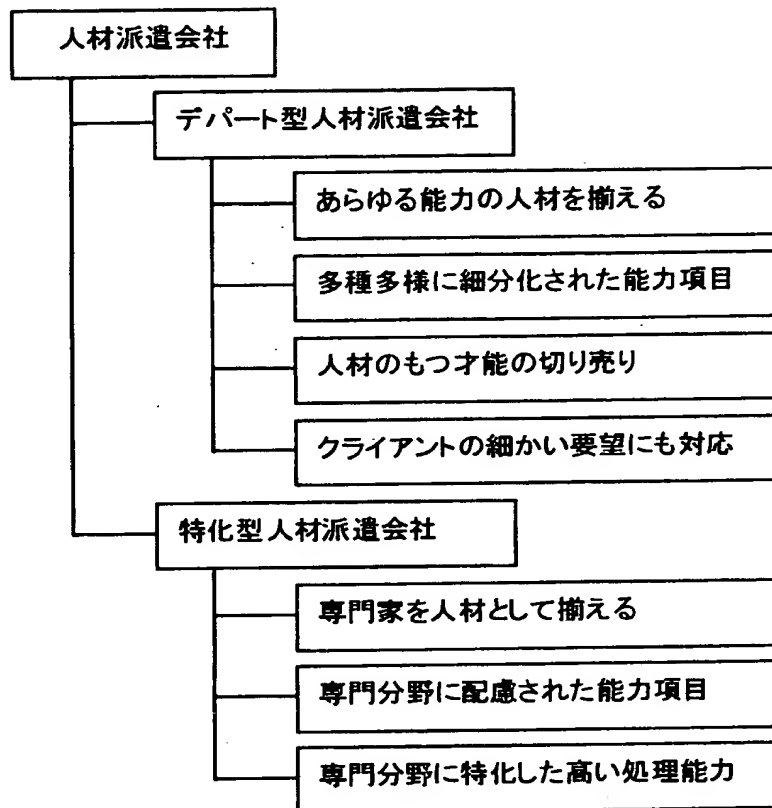 人材派遣会社
デパート型人材派遣会社
あらゆる能力の人材を揃える
多種多様に細分化された能力項目
人材のもつ才能の切り売り
クライアントの細かい要望にも対応
特化型人材派遣会社
専門家を人材として揃える
専門分野に配慮された能力項目
専門分野に特化した高い処理能力